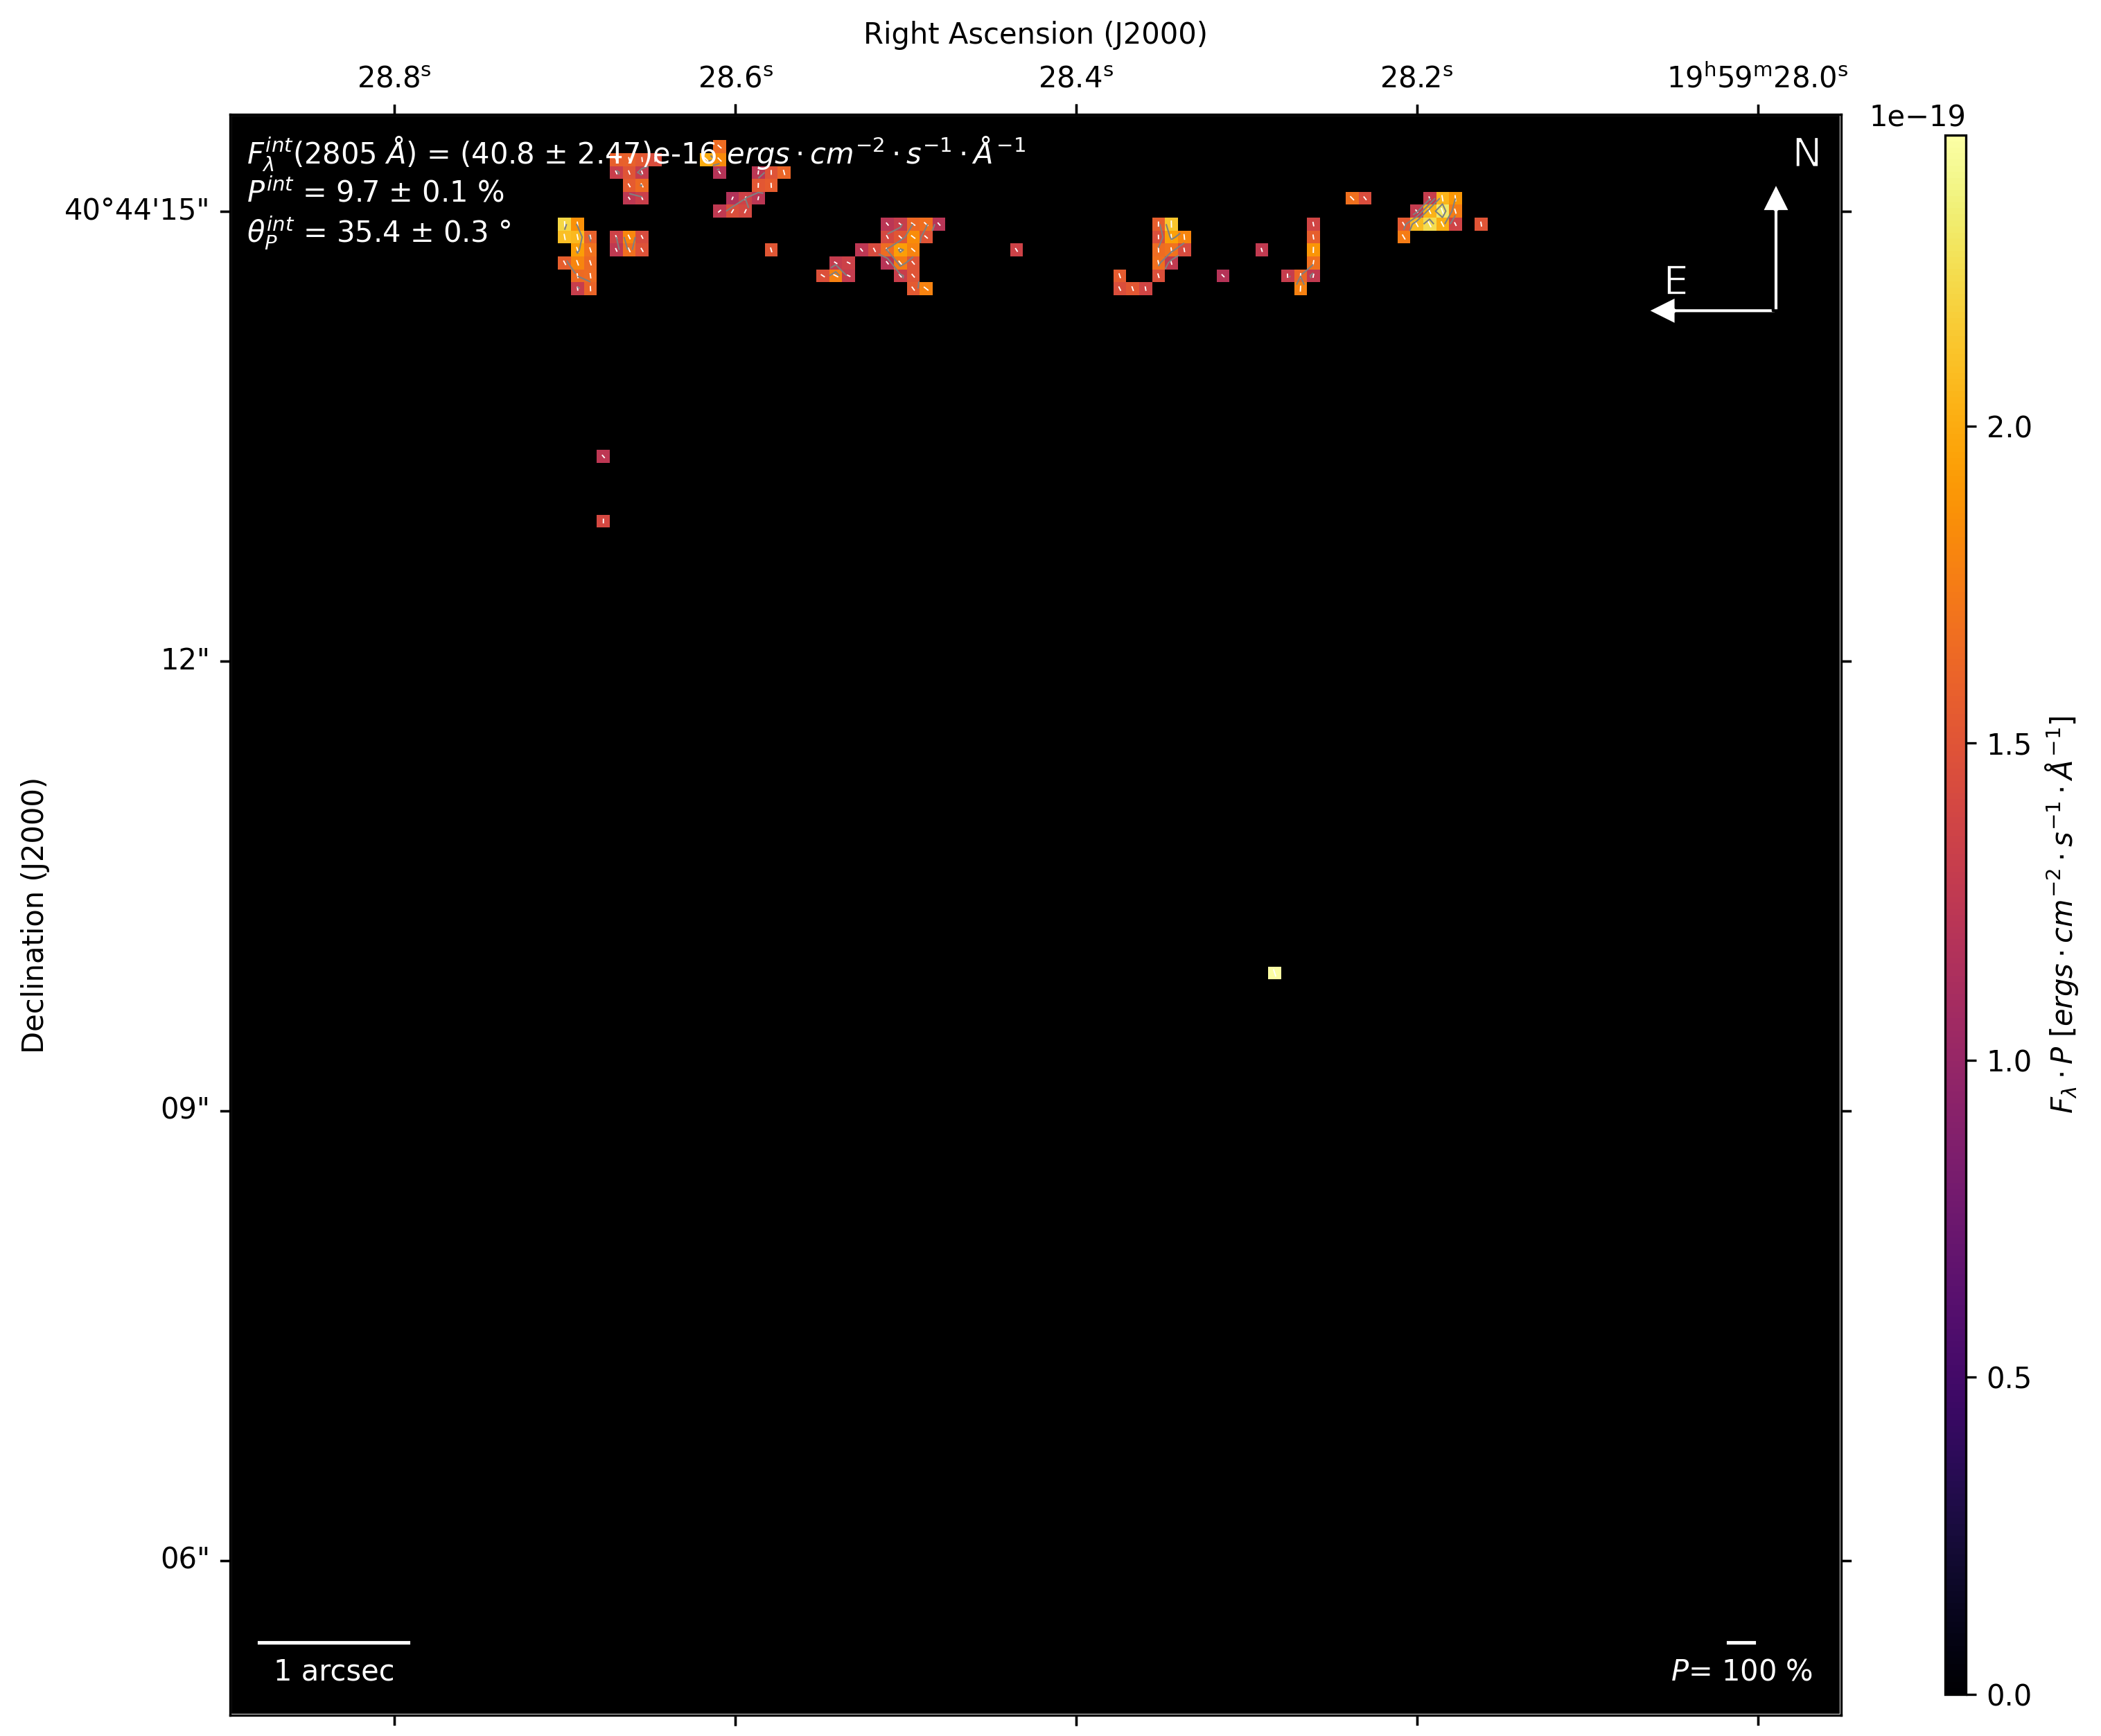 Right Ascension (J2000)
28.8ˢ 28.6ˢ 28.4ˢ 28.2ˢ 19ʰ59ᵐ28.0ˢ
1e−19
F_λ^int(2805 Å) = (40.8 ± 2.47)e-16 ergs · cm⁻² · s⁻¹ · Å⁻¹
P^int = 9.7 ± 0.1 %
θ_P^int = 35.4 ± 0.3 °
N
E
40°44'15"
12"
09"
06"
Declination (J2000)
1 arcsec
P= 100 %
2.0
1.5
1.0
0.5
0.0
F_λ · P [ergs · cm⁻² · s⁻¹ · Å⁻¹]